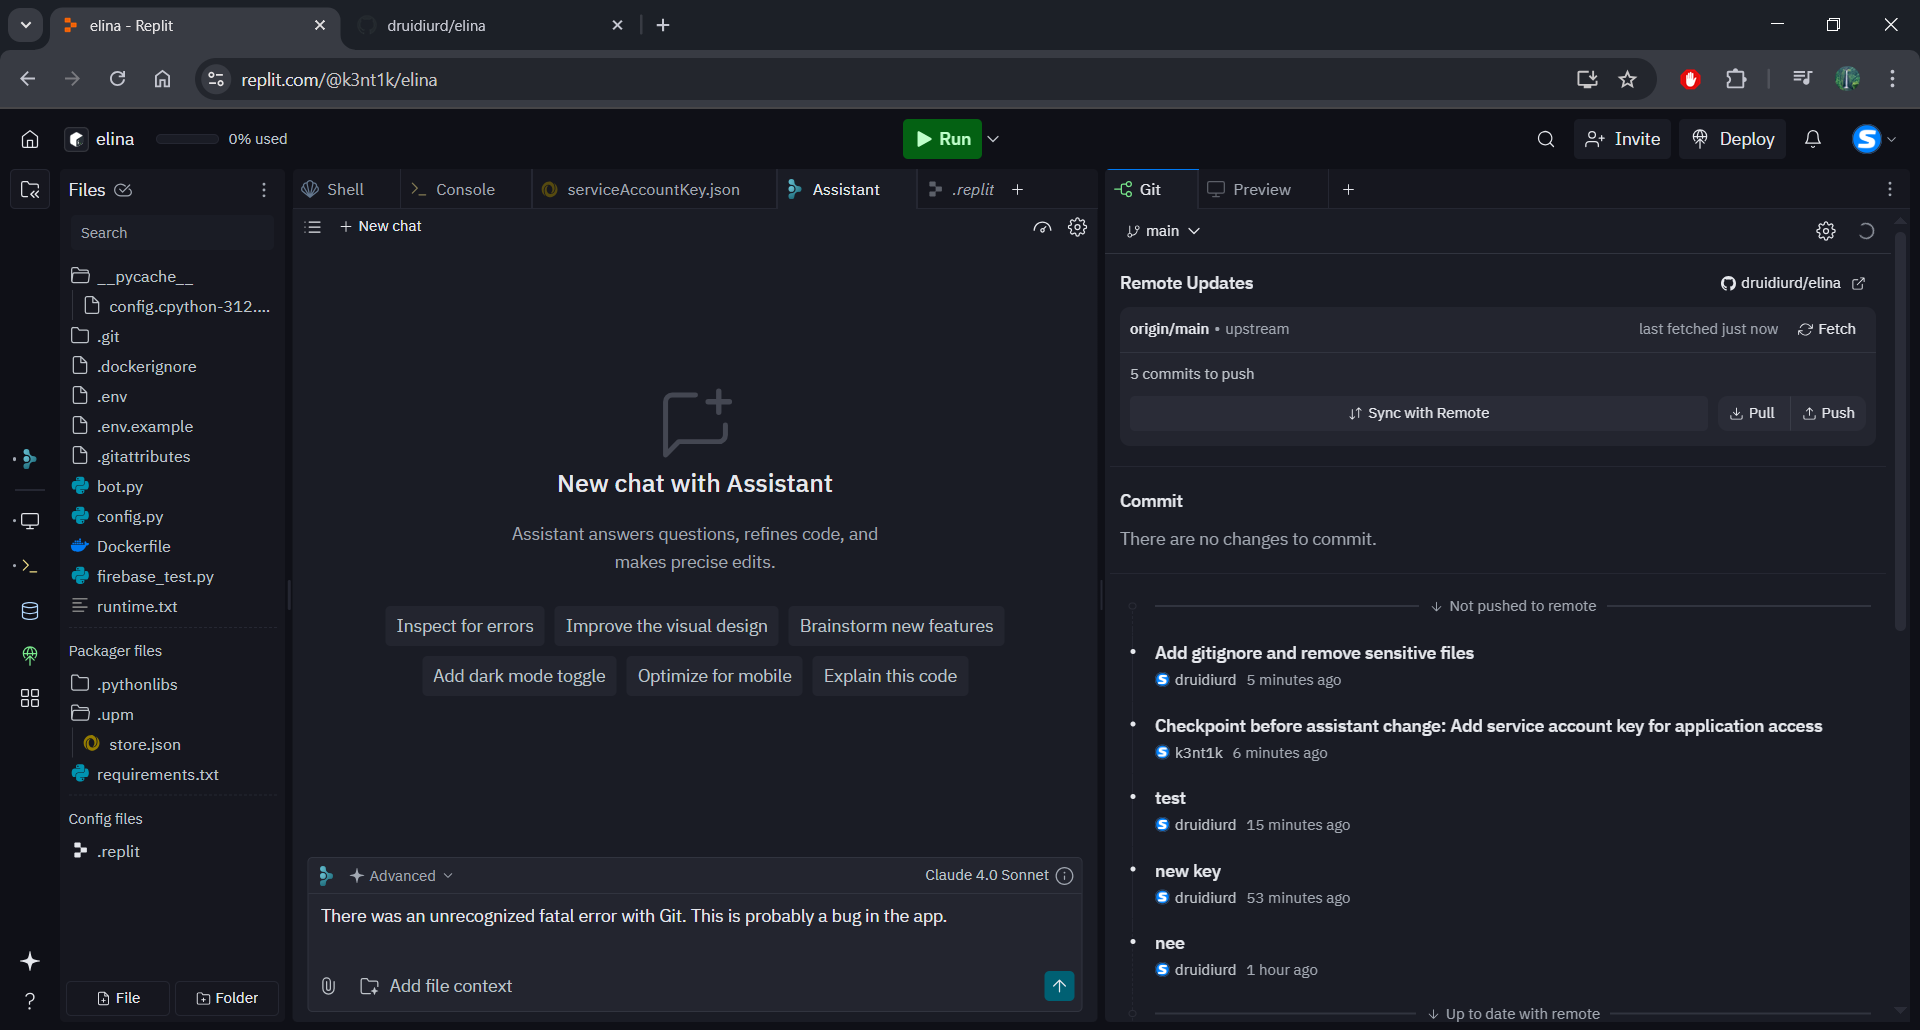 elina - Replit
druidiurd/elina
replit.com/@k3nt1k/elina
elina
0% used
Run
Invite
Deploy
Files
Shell
Console
serviceAccountKey.json
Assistant
.replit
Git
Preview
Search
New chat
main
__pycache__
config.cpython-312....
.git
.dockerignore
.env
.env.example
.gitattributes
bot.py
config.py
Dockerfile
firebase_test.py
runtime.txt
Packager files
.pythonlibs
.upm
store.json
requirements.txt
Config files
.replit
File
Folder
New chat with Assistant
Assistant answers questions, refines code, and
makes precise edits.
Inspect for errors
Improve the visual design
Brainstorm new features
Add dark mode toggle
Optimize for mobile
Explain this code
Advanced
Claude 4.0 Sonnet
There was an unrecognized fatal error with Git. This is probably a bug in the app.
Add file context
Remote Updates
druidiurd/elina
origin/main • upstream
last fetched just now
Fetch
5 commits to push
Sync with Remote
Pull
Push
Commit
There are no changes to commit.
Not pushed to remote
Add gitignore and remove sensitive files
druidiurd 5 minutes ago
Checkpoint before assistant change: Add service account key for application access
k3nt1k 6 minutes ago
test
druidiurd 15 minutes ago
new key
druidiurd 53 minutes ago
nee
druidiurd 1 hour ago
Up to date with remote